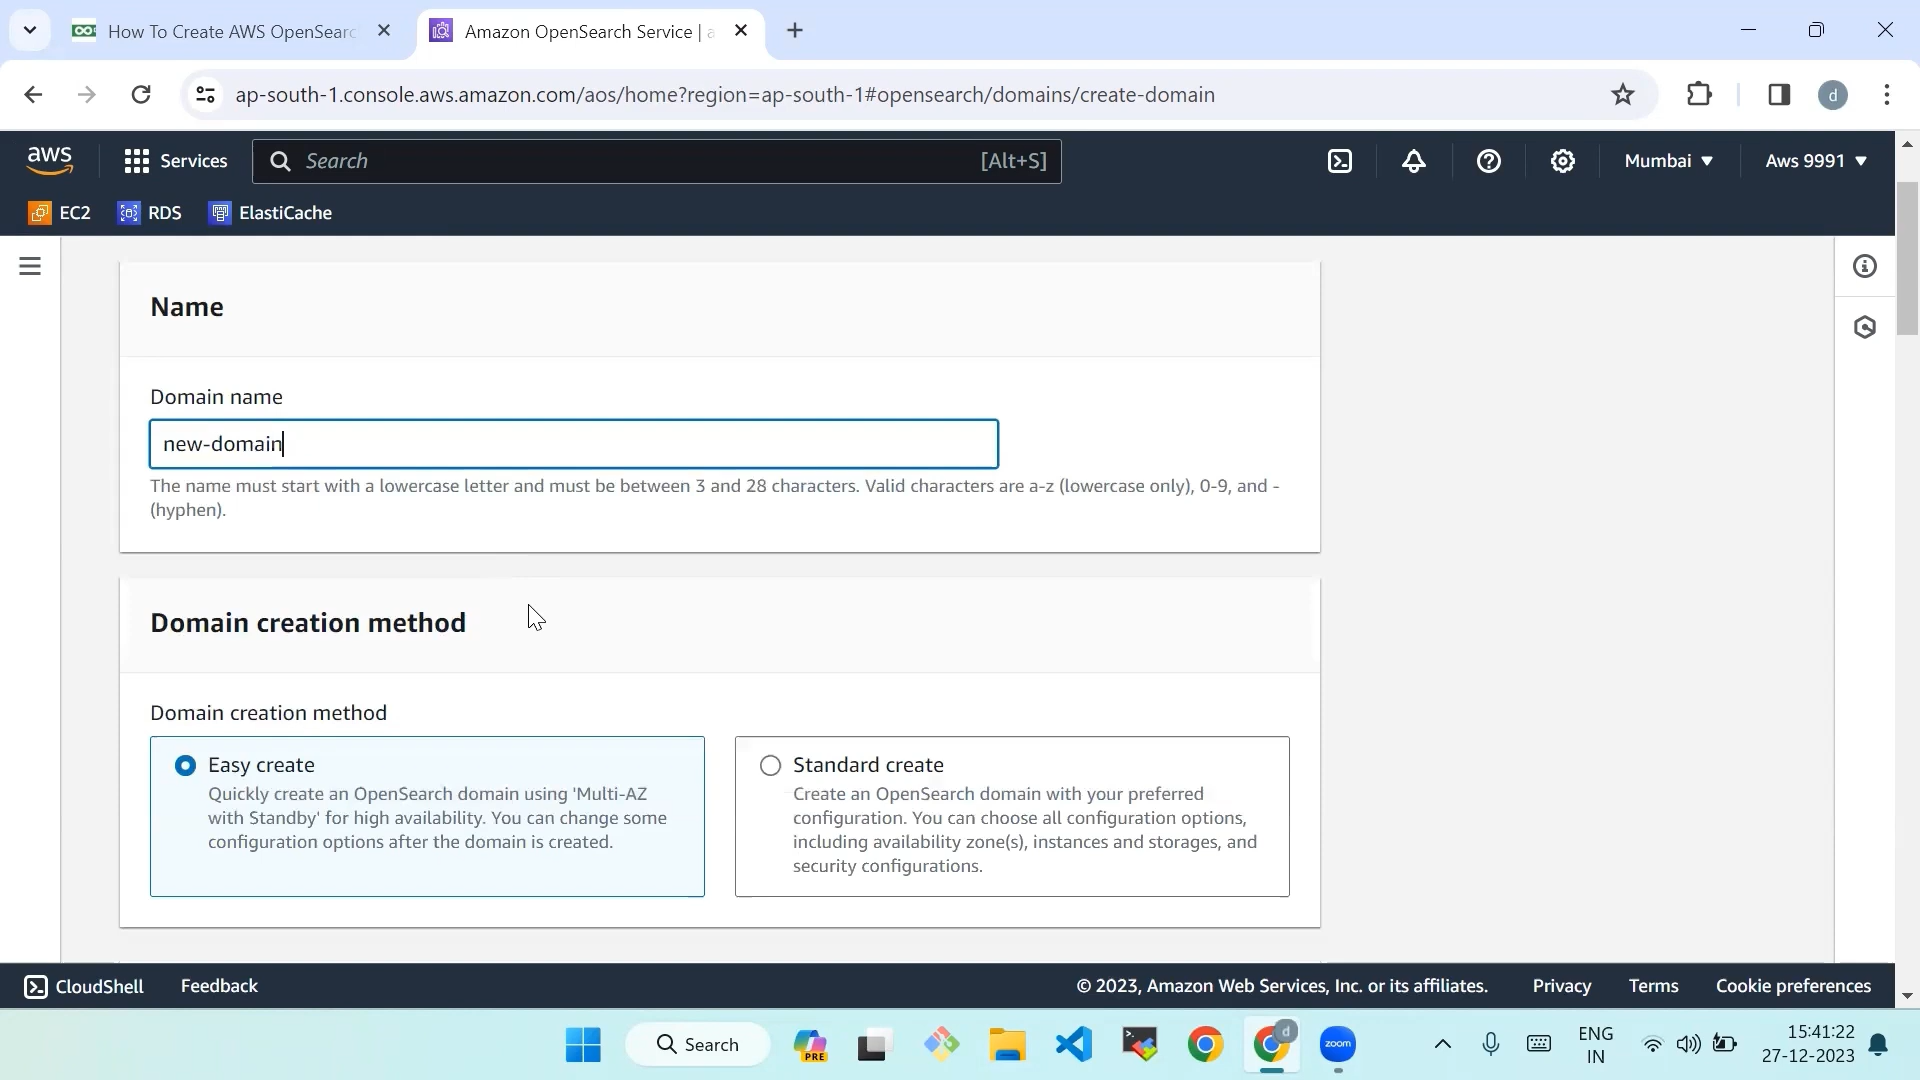 How To Create AWS OpenSearc
Amazon OpenSearch Service | a
ap-south-1.console.aws.amazon.com/aos/home?region=ap-south-1#opensearch/domains/create-domain
d
aws
Services
Search
[Alt+S]
Mumbai
Aws 9991
EC2
RDS
ElastiCache
Name
Domain name
new-domain
The name must start with a lowercase letter and must be between 3 and 28 characters. Valid characters are a-z (lowercase only), 0-9, and -
(hyphen).
Domain creation method
Domain creation method
Easy create
Quickly create an OpenSearch domain using 'Multi-AZ
with Standby' for high availability. You can change some
configuration options after the domain is created.
Standard create
Create an OpenSearch domain with your preferred
configuration. You can choose all configuration options,
including availability zone(s), instances and storages, and
security configurations.
CloudShell
Feedback
© 2023, Amazon Web Services, Inc. or its affiliates.
Privacy
Terms
Cookie preferences
Search
PRE
d
zoom
ENG
IN
15:41:22
27-12-2023